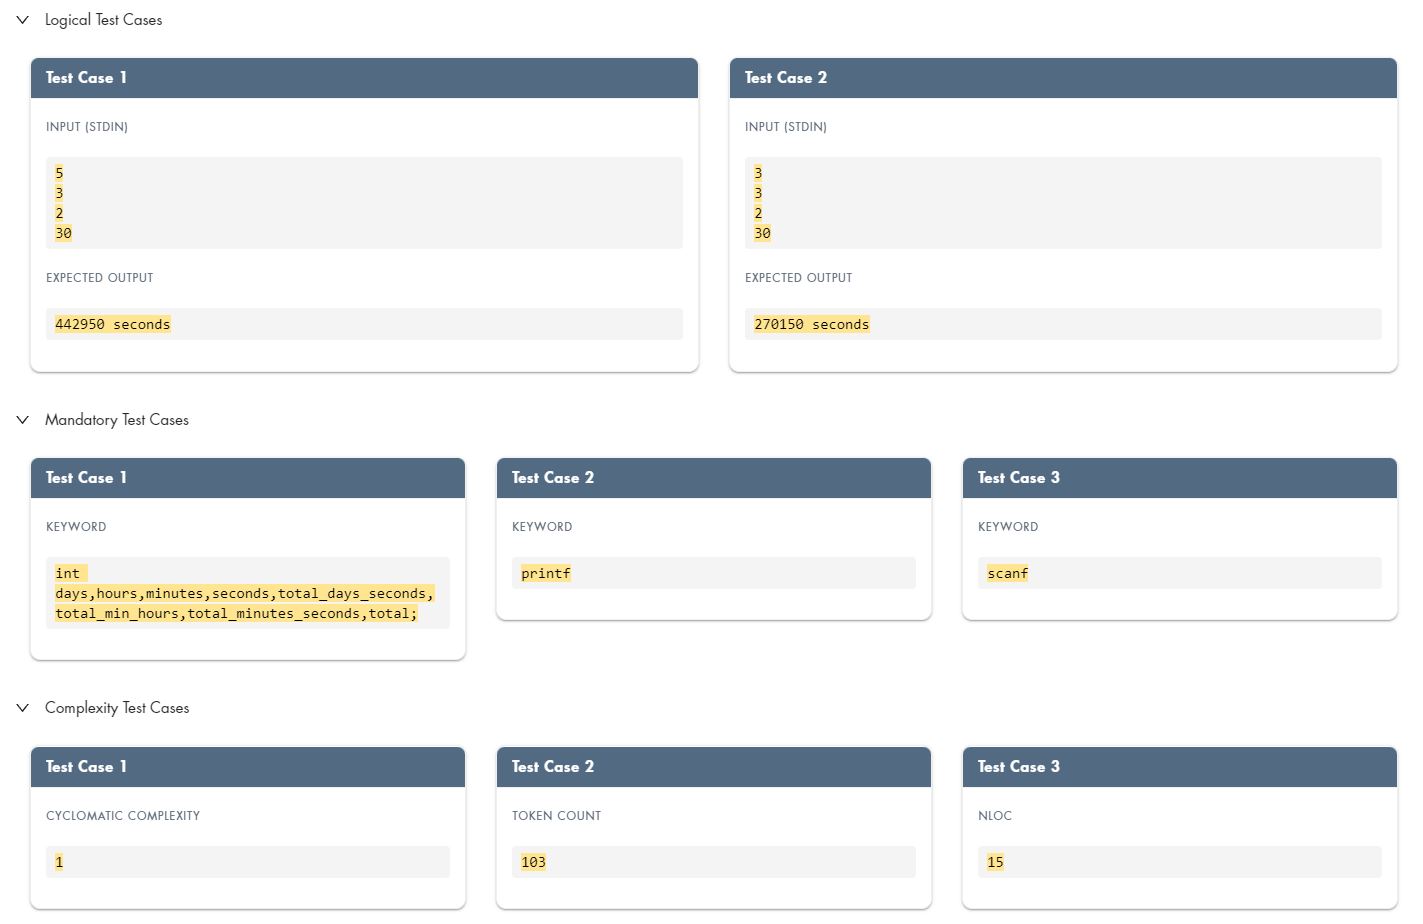 Logical Test Cases
Test Case 1
INPUT (STDIN)
5
3
2
30
EXPECTED OUTPUT
442950 seconds
Test Case 2
INPUT (STDIN)
3
3
2
30
EXPECTED OUTPUT
270150 seconds
Mandatory Test Cases
Test Case 1
KEYWORD
int
days,hours,minutes,seconds,total_days_seconds,
total_min_hours,total_minutes_seconds,total;
Test Case 2
KEYWORD
printf
Test Case 3
KEYWORD
scanf
Complexity Test Cases
Test Case 1
CYCLOMATIC COMPLEXITY
1
Test Case 2
TOKEN COUNT
103
Test Case 3
NLOC
15